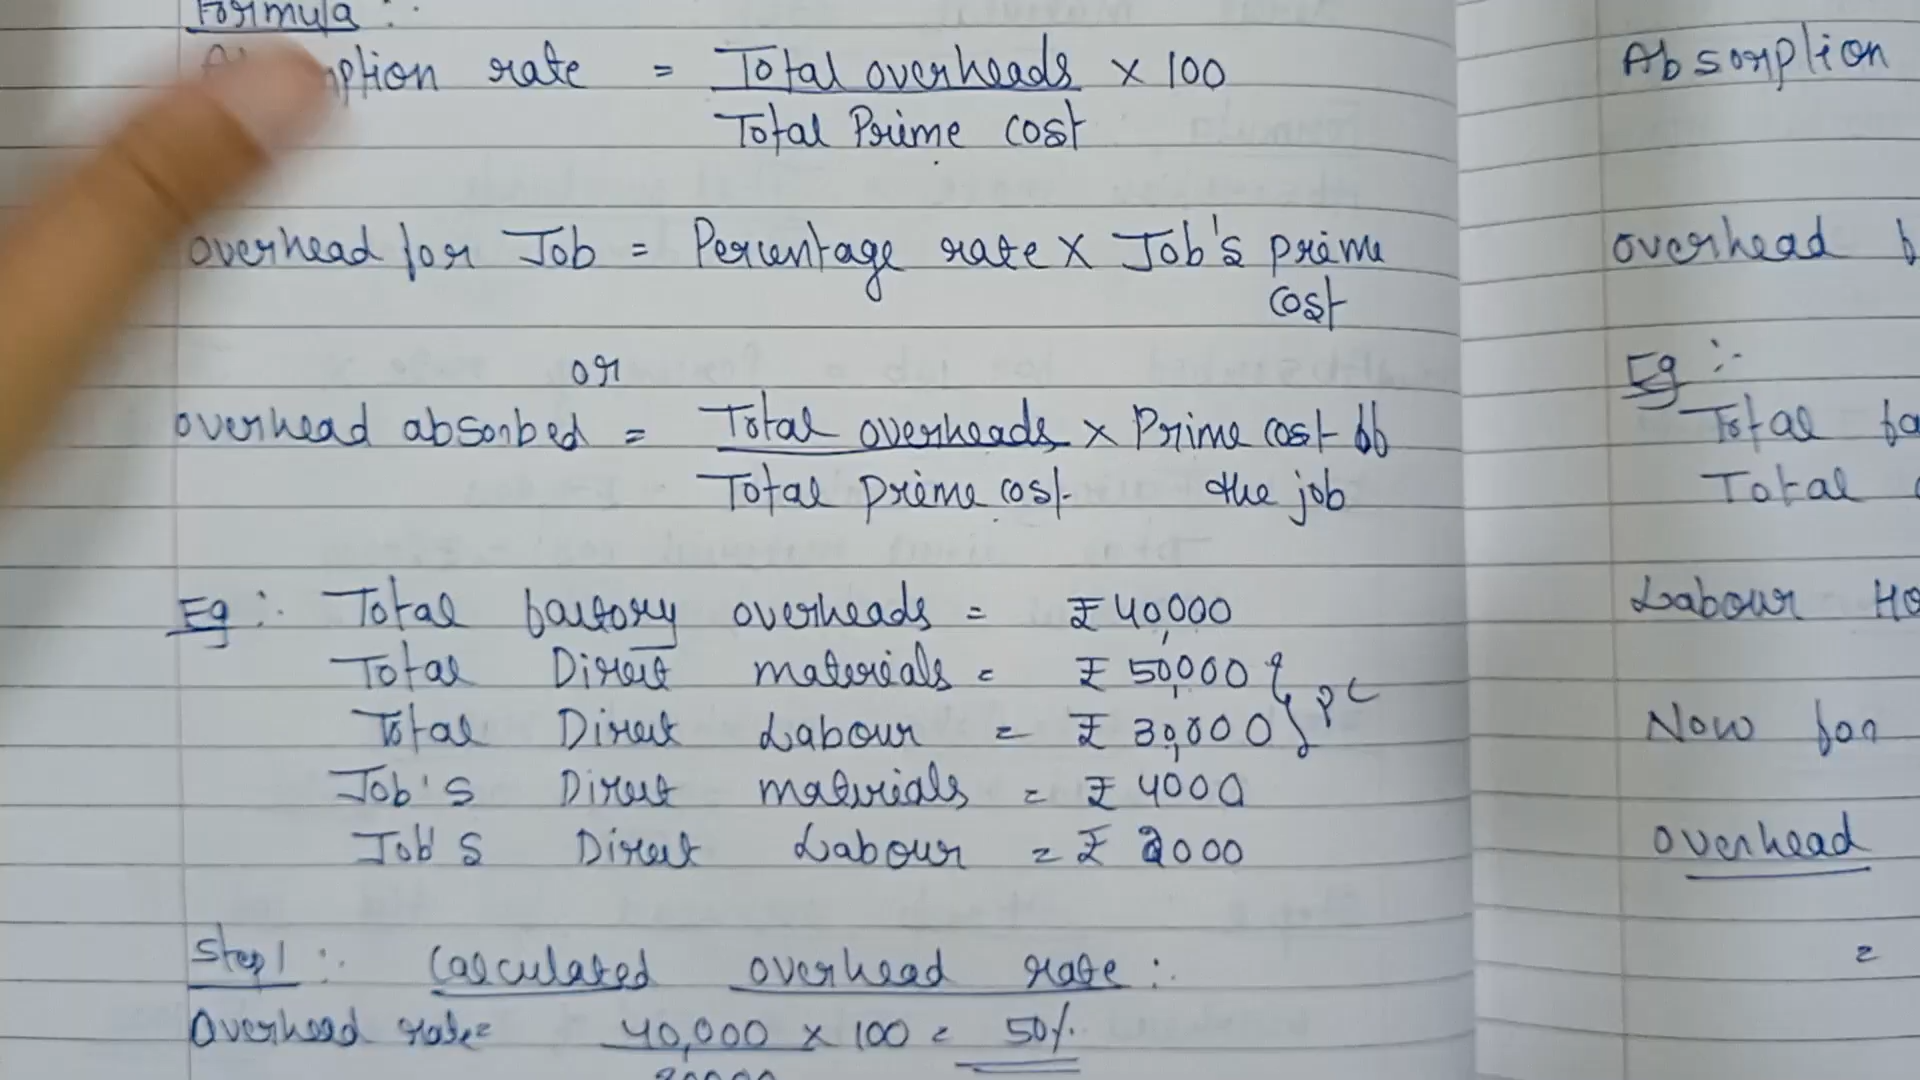 Formula :
rate = Total overheads × 100
Total Prime cost
overhead for Job = Percentage rate × Job's prime
cost
or
overhead absorbed = Total overheads × Prime cost of
Total prime cost the job
Eg : Total factory overheads = ₹ 40,000
Total Direct materials = ₹ 50,000 } PC
Total Direct Labour = ₹ 30,000
Job's Direct materials = ₹ 4000
Job's Direct Labour = ₹ 2000
Step 1 : Calculated overhead rate :
Overhead rate = 40,000 × 100 = 50%
Absorption
overhead
Eg :-
Total
Total
Labour
Now for
overhead
=